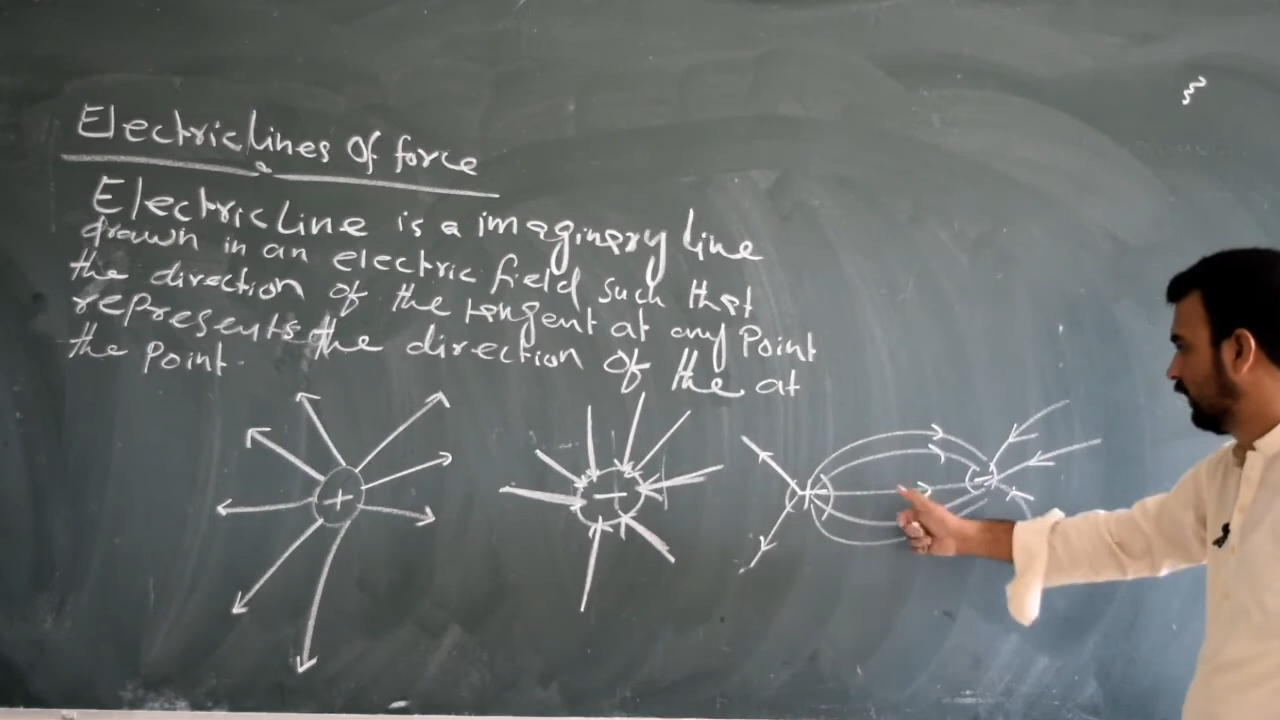 Electric lines of force
Electric Line is a imaginery line
drawn in an electric field such that
the direction of the tangent at any Point
represents the direction of the at
the Point.
+
−
+
−